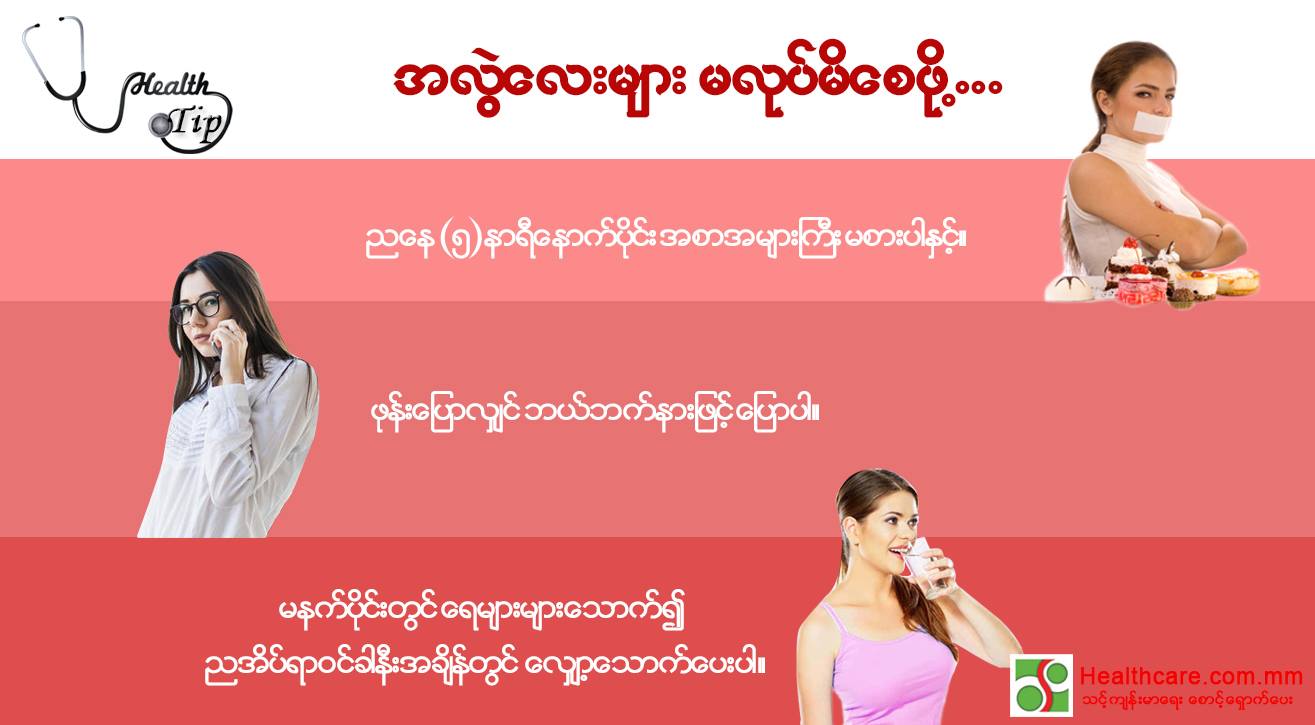 Health
Tip
အလွဲလေးများ မလုပ်မိစေဖို့...
ညနေ (၅)နာရီနောက်ပိုင်း အစာအများကြီး မစားပါနှင့်။
ဖုန်းပြောလျှင် ဘယ်ဘက်နားဖြင့် ပြောပါ။
မနက်ပိုင်းတွင် ရေများများသောက်၍
ညအိပ်ရာဝင်ခါနီးအချိန်တွင် လျှော့သောက်ပေးပါ။
Healthcare.com.mm
သင့်ကျန်းမာရေး စောင့်ရှောက်ပေး